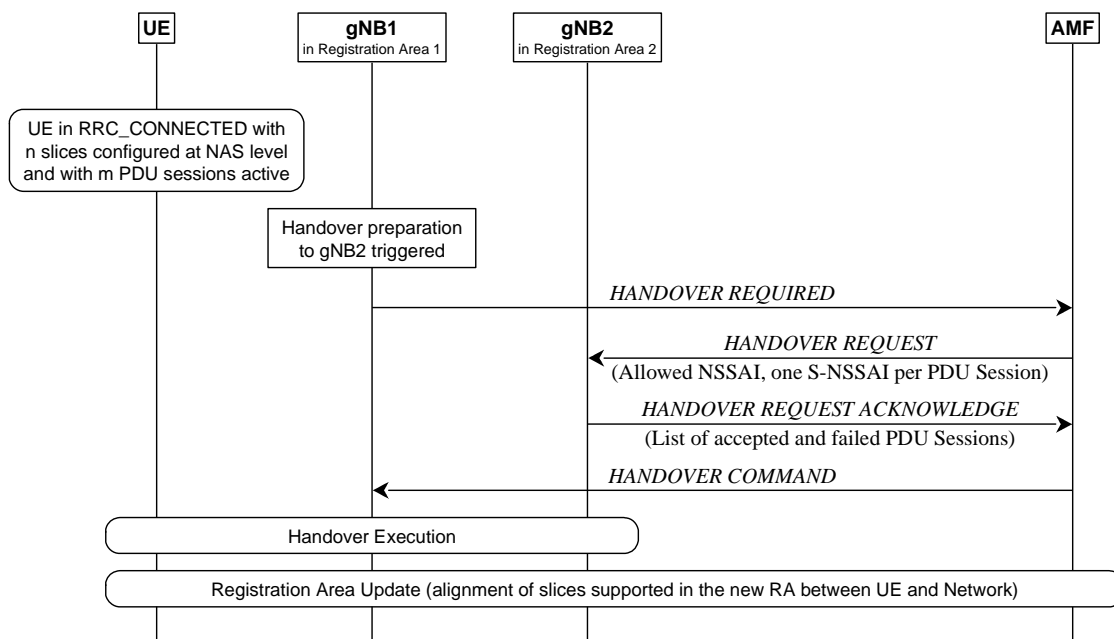 UE
gNB1
in Registration Area 1
gNB2
in Registration Area 2
AMF
UE in RRC_CONNECTED with
n slices configured at NAS level
and with m PDU sessions active
Handover preparation
to gNB2 triggered
HANDOVER REQUIRED
HANDOVER REQUEST
(Allowed NSSAI, one S-NSSAI per PDU Session)
HANDOVER REQUEST ACKNOWLEDGE
(List of accepted and failed PDU Sessions)
HANDOVER COMMAND
Handover Execution
Registration Area Update (alignment of slices supported in the new RA between UE and Network)